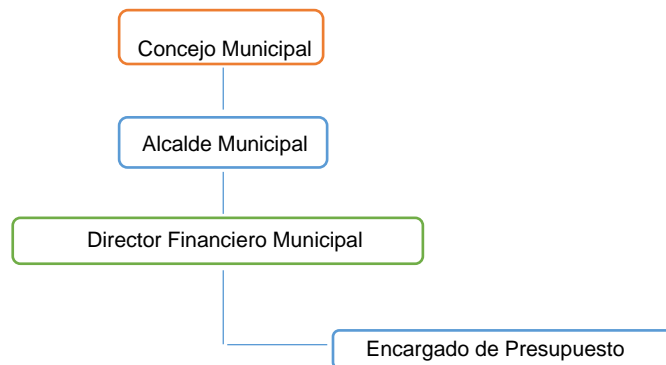 Concejo Municipal
Alcalde Municipal
Director Financiero Municipal
Encargado de Presupuesto